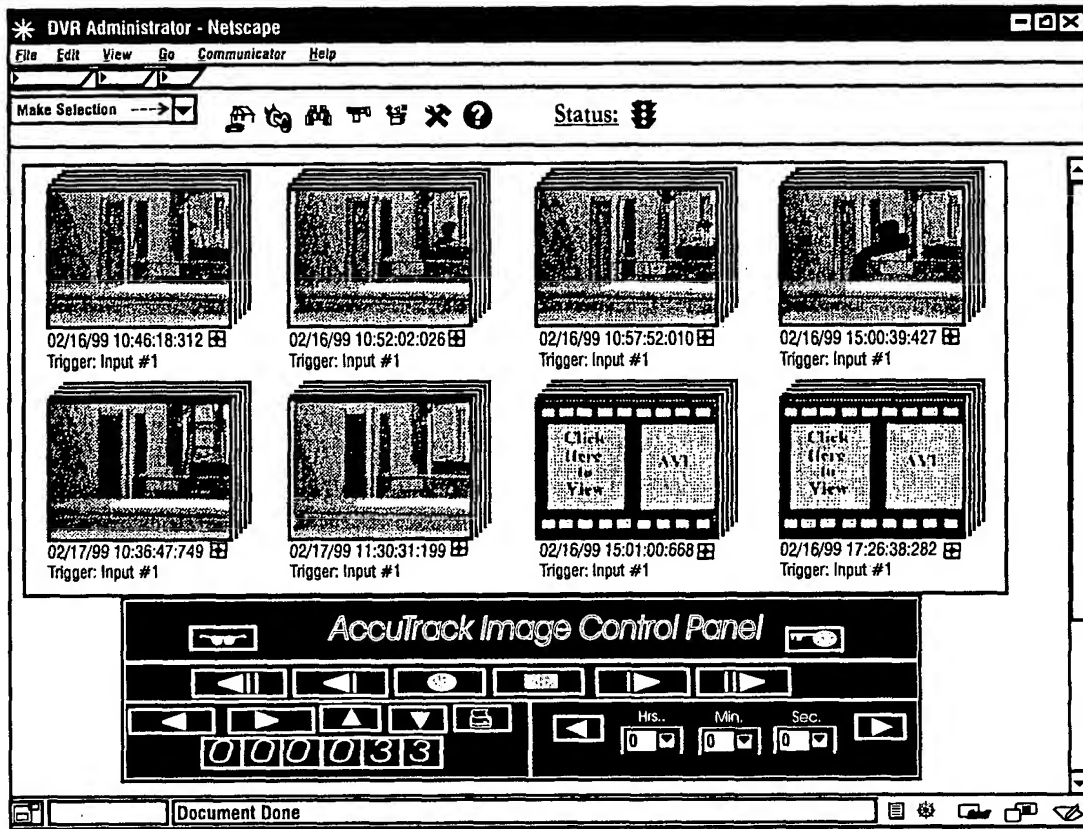 DVR Administrator - Netscape
File Edit View Go Communicator Help
Make Selection --->
Status:
02/16/99 10:46:18:312
Trigger: Input #1
02/16/99 10:52:02:026
Trigger: Input #1
02/16/99 10:57:52:010
Trigger: Input #1
02/16/99 15:00:39:427
Trigger: Input #1
Click Here to View
AVI
Click Here to View
AVI
02/17/99 10:36:47:749
Trigger: Input #1
02/17/99 11:30:31:199
Trigger: Input #1
02/16/99 15:01:00:668
Trigger: Input #1
02/16/99 17:26:38:282
Trigger: Input #1
AccuTrack Image Control Panel
Hrs.. Min. Sec.
0 0 0
000033
Document Done